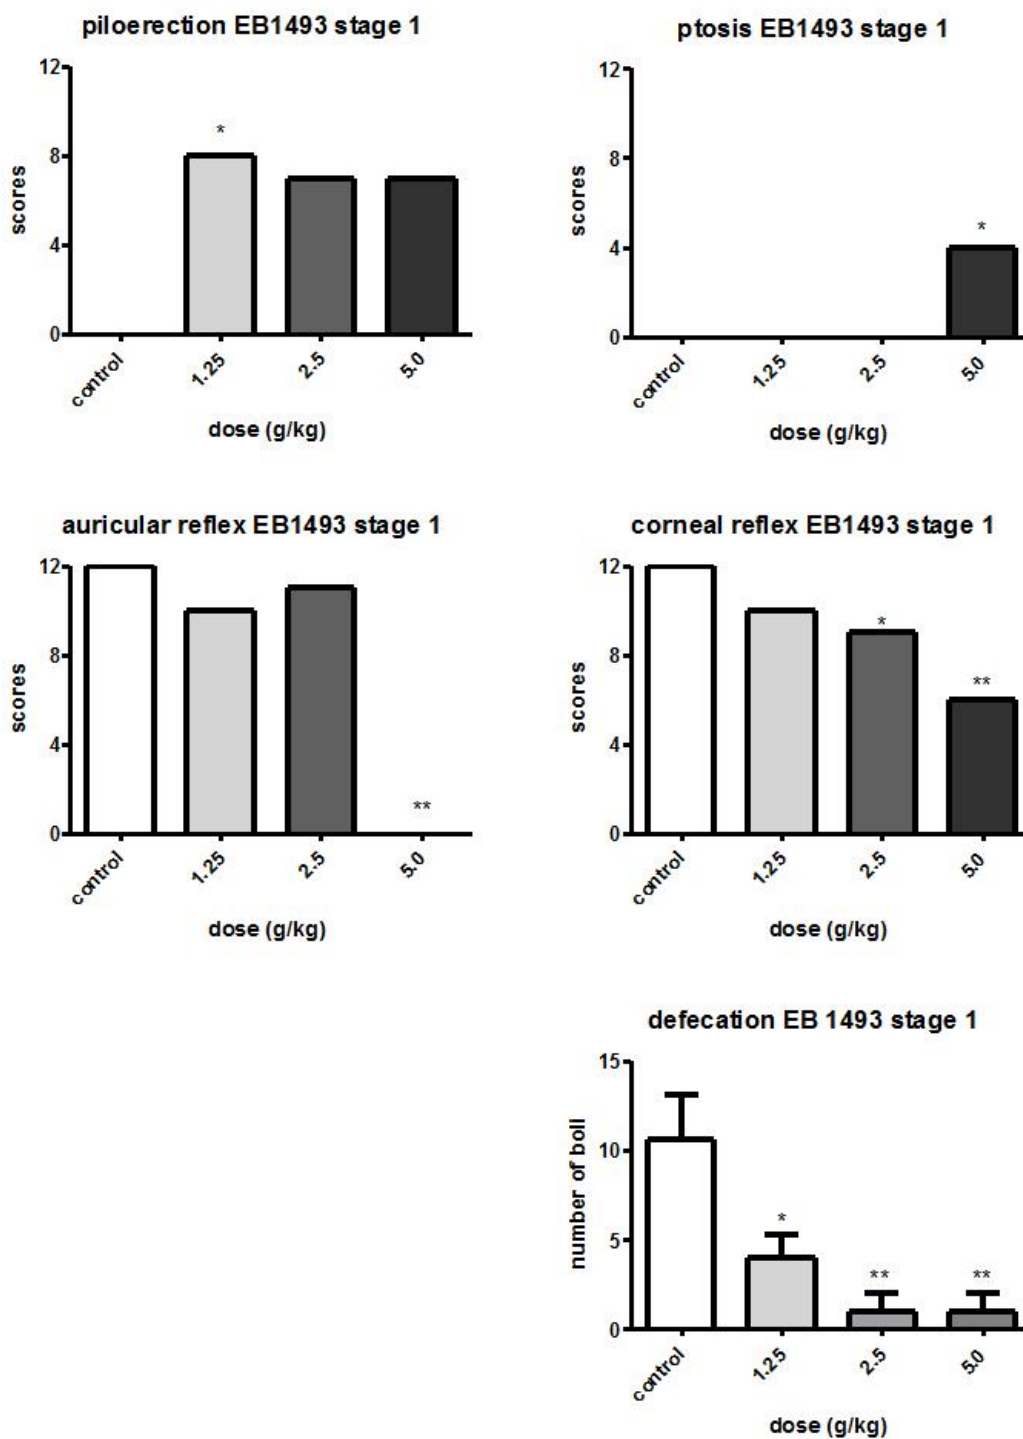 piloerection EB1493 stage 1
12
8
4
0
scores
*
control
1.25
2.5
5.0
dose (g/kg)
ptosis EB1493 stage 1
12
8
4
0
scores
*
control
1.25
2.5
5.0
dose (g/kg)
auricular reflex EB1493 stage 1
12
8
4
0
scores
**
control
1.25
2.5
5.0
dose (g/kg)
corneal reflex EB1493 stage 1
12
8
4
0
scores
*
**
control
1.25
2.5
5.0
dose (g/kg)
defecation EB 1493 stage 1
15
10
5
0
number of boli
*
**
**
control
1.25
2.5
5.0
dose (g/kg)